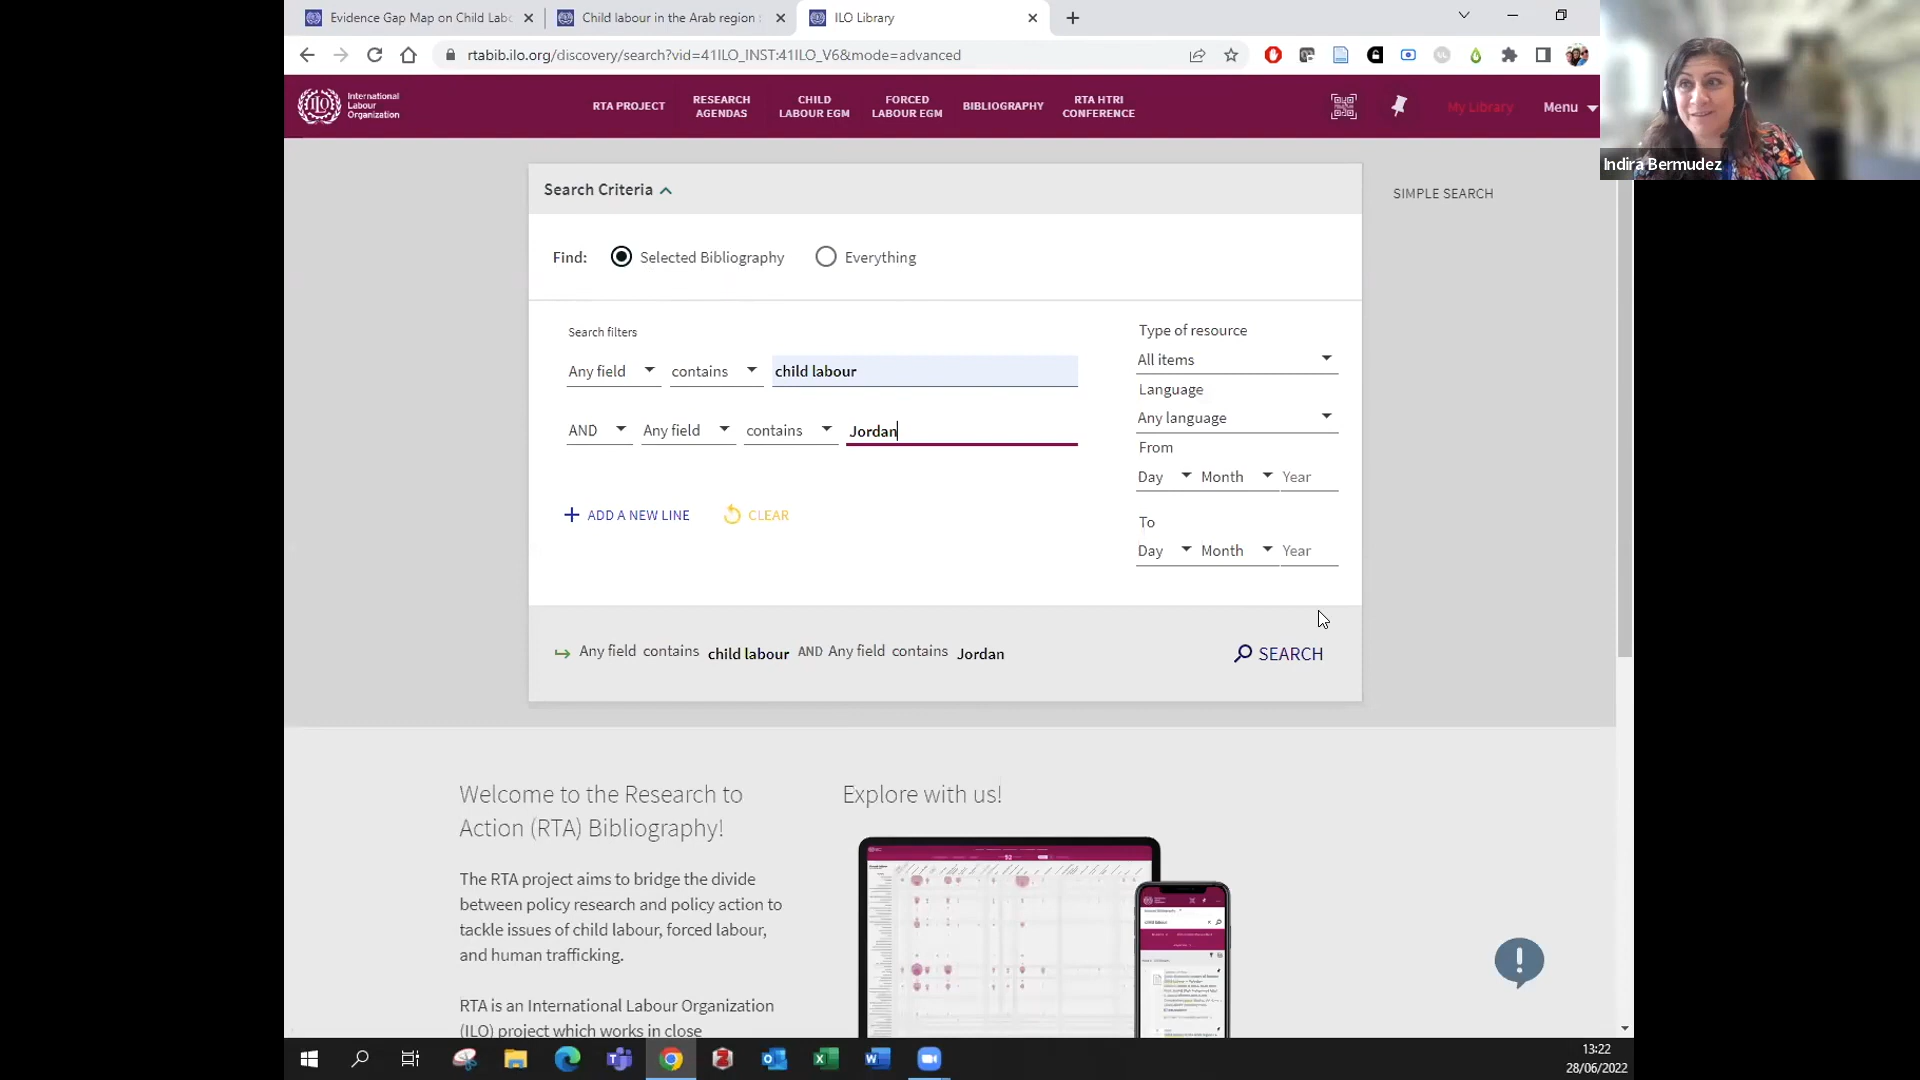 Evidence Gap Map on Child Labo
Child labour in the Arab region :
ILO Library
rtabib.ilo.org/discovery/search?vid=41ILO_INST:41ILO_V6&mode=advanced
International
Labour
Organization
RTA PROJECT
RESEARCH
AGENDAS
CHILD
LABOUR EGM
FORCED
LABOUR EGM
BIBLIOGRAPHY
RTA HTRI
CONFERENCE
My Library
Menu
Indira Bermudez
Search Criteria
SIMPLE SEARCH
Find:
Selected Bibliography
Everything
Search filters
Any field contains child labour
AND Any field contains Jordan
+ ADD A NEW LINE
CLEAR
Type of resource
All items
Language
Any language
From
Day Month Year
To
Day Month Year
Any field contains child labour AND Any field contains Jordan
SEARCH
Welcome to the Research to
Action (RTA) Bibliography!
The RTA project aims to bridge the divide
between policy research and policy action to
tackle issues of child labour, forced labour,
and human trafficking.
RTA is an International Labour Organization
(ILO) project which works in close
Explore with us!
13:22
28/06/2022